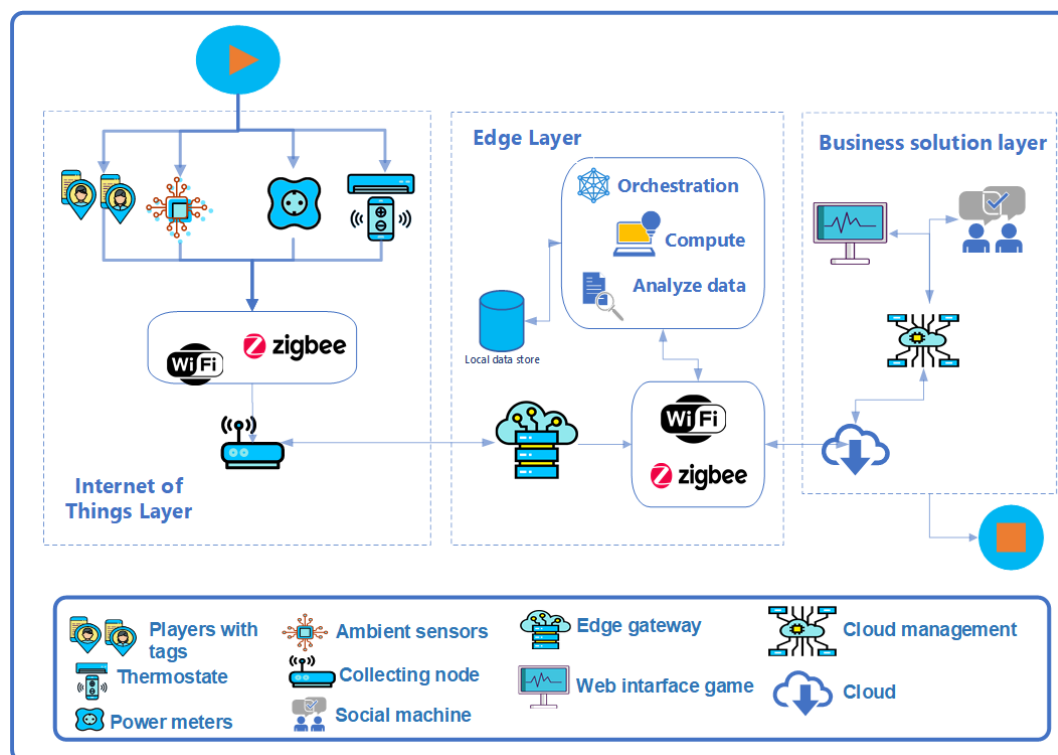 Edge Layer
Business solution layer
Orchestration
Compute
Analyze data
Local data store
WiFi
zigbee
WiFi
zigbee
Internet of
Things Layer
Players with
tags
Ambient sensors
Edge gateway
Cloud management
Thermostate
Collecting node
Web intarface game
Cloud
Power meters
Social machine